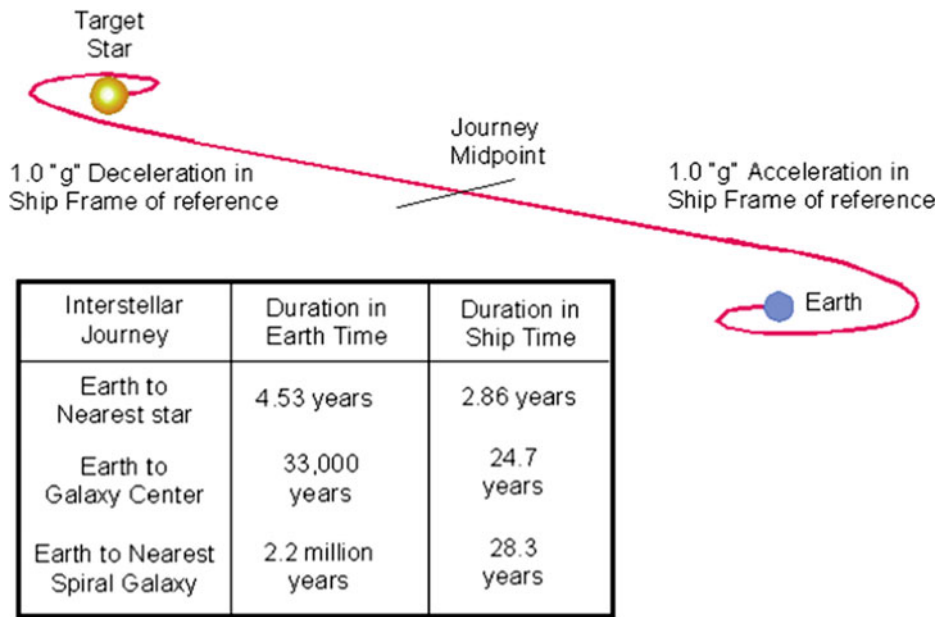 Target
Star
Journey
Midpoint
1.0 "g" Deceleration in
Ship Frame of reference
1.0 "g" Acceleration in
Ship Frame of reference
Earth
Interstellar
Journey
Duration in
Earth Time
Duration in
Ship Time
Earth to
Nearest star
4.53 years
2.86 years
Earth to
Galaxy Center
33,000
years
24.7
years
Earth to Nearest
Spiral Galaxy
2.2 million
years
28.3
years